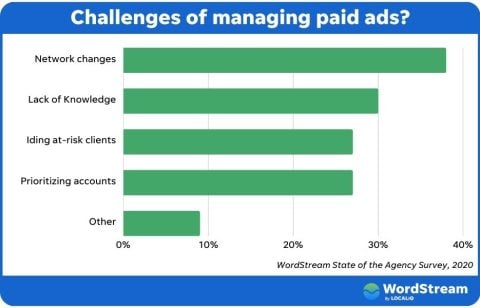 Challenges of managing paid ads?
Network changes
Lack of Knowledge
Iding at-risk clients
Prioritizing accounts
Other
0% 10% 20% 30% 40%
WordStream State of the Agency Survey, 2020
WordStream
By LOCALiQ